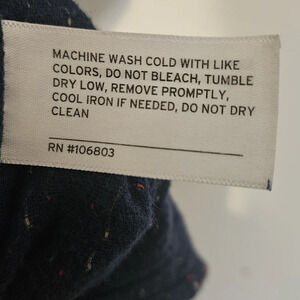 MACHINE WASH COLD WITH LIKE
COLORS, DO NOT BLEACH, TUMBLE
DRY LOW, REMOVE PROMPTLY,
COOL IRON IF NEEDED, DO NOT DRY
CLEAN
RN #106803